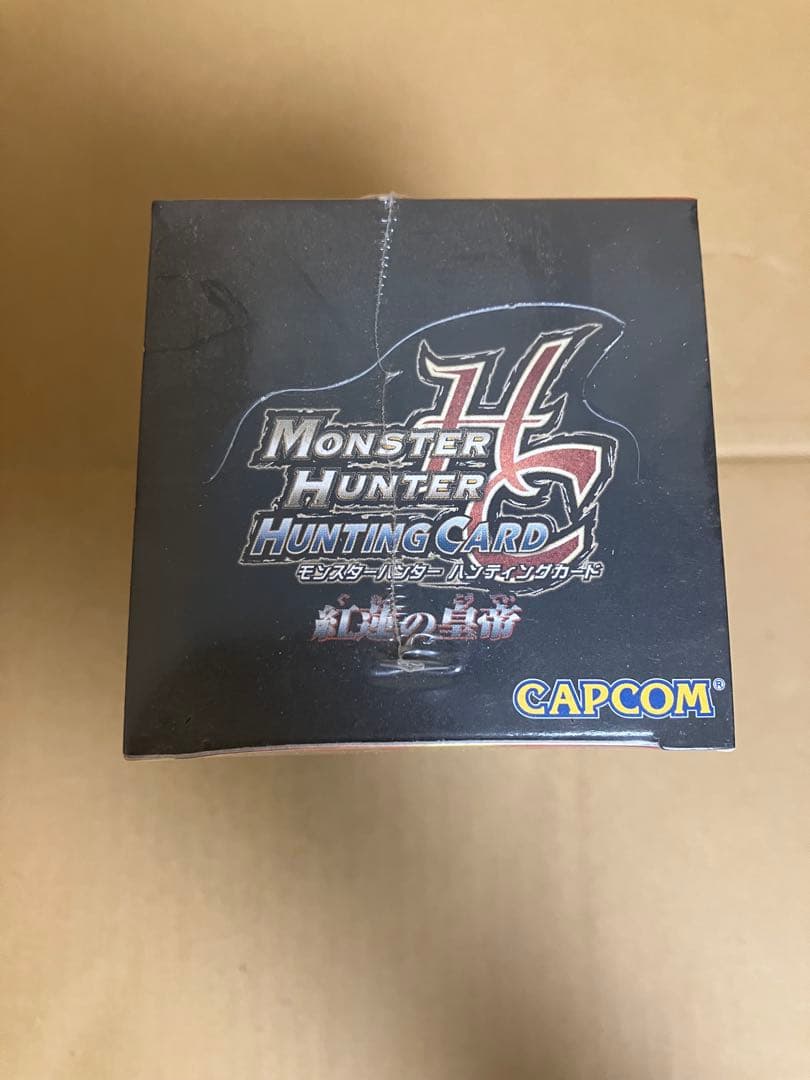 HC
MONSTER
HUNTER
HUNTING CARD
モンスターハンター ハンティングカード
紅蓮の皇帝
CAPCOM®